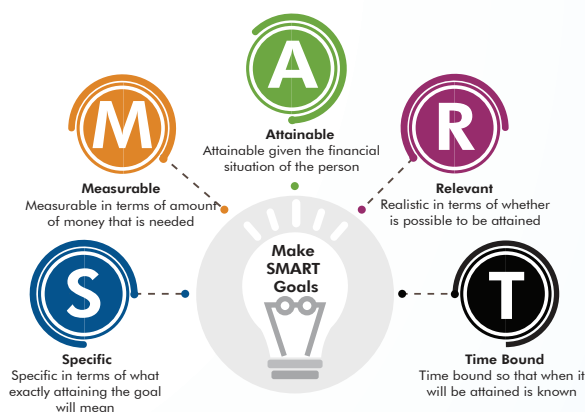 S
Specific
Specific in terms of what
exactly attaining the goal
will mean
M
Measurable
Measurable in terms of amount
of money that is needed
A
Attainable
Attainable given the financial
situation of the person
R
Relevant
Realistic in terms of whether
is possible to be attained
T
Time Bound
Time bound so that when it
will be attained is known
Make
SMART
Goals